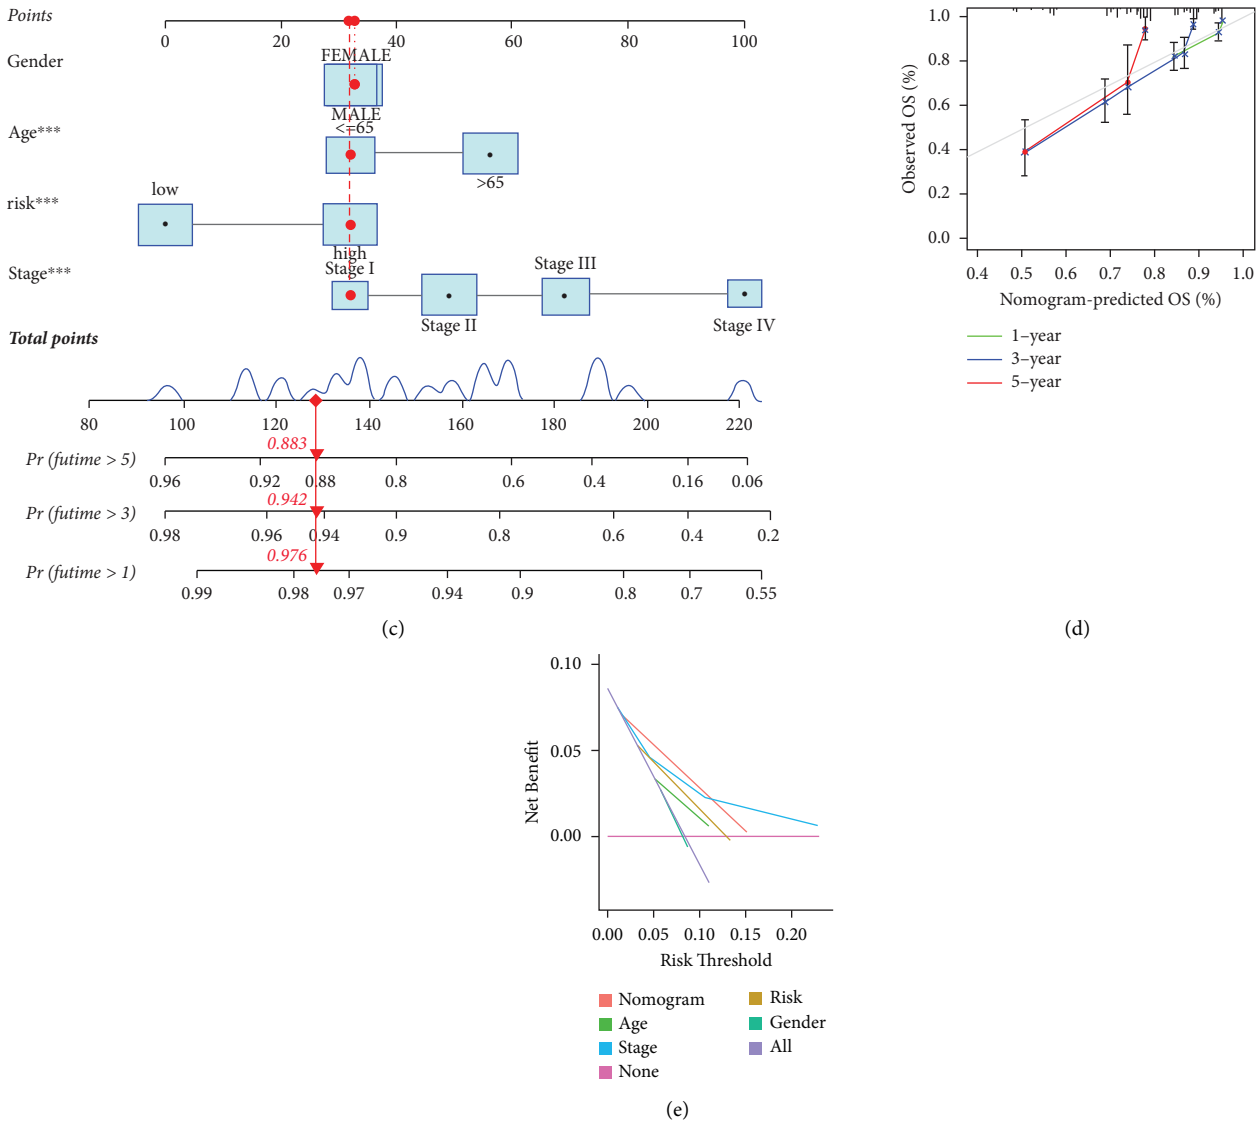 Points
0 20 40 60 80 100
Gender
FEMALE
MALE
Age***
<=65
>65
risk***
low
high
Stage***
Stage I
Stage II
Stage III
Stage IV
Total points
80 100 120 140 160 180 200 220
0.883
Pr (futime > 5)
0.96 0.92 0.88 0.8 0.6 0.4 0.16 0.06
0.942
Pr (futime > 3)
0.98 0.96 0.94 0.9 0.8 0.6 0.4 0.2
0.976
Pr (futime > 1)
0.99 0.98 0.97 0.94 0.9 0.8 0.7 0.55
(c)
Observed OS (%)
1.0
0.8
0.6
0.4
0.2
0.0
0.4 0.5 0.6 0.7 0.8 0.9 1.0
Nomogram-predicted OS (%)
1–year
3–year
5–year
(d)
Net Benefit
0.10
0.05
0.00
0.00 0.05 0.10 0.15 0.20
Risk Threshold
Nomogram
Age
Stage
None
Risk
Gender
All
(e)